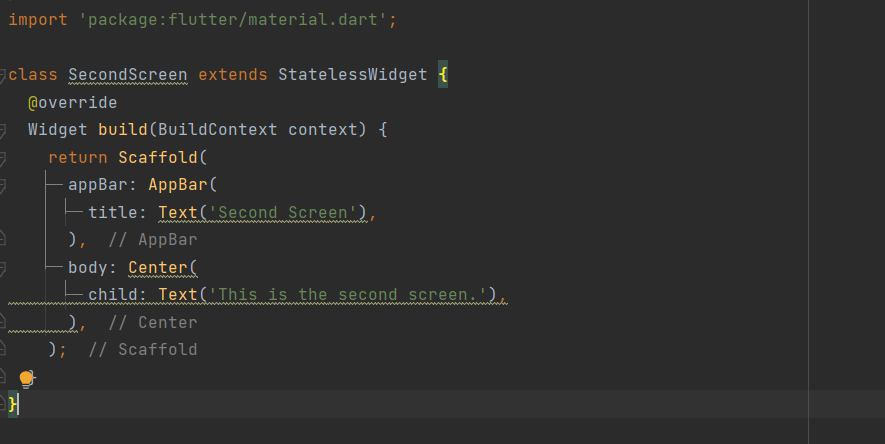 import 'package:flutter/material.dart';
class SecondScreen extends StatelessWidget {
@override
Widget build(BuildContext context) {
return Scaffold(
appBar: AppBar(
title: Text('Second Screen'),
), // AppBar
body: Center(
child: Text('This is the second screen.'),
), // Center
); // Scaffold
}
}